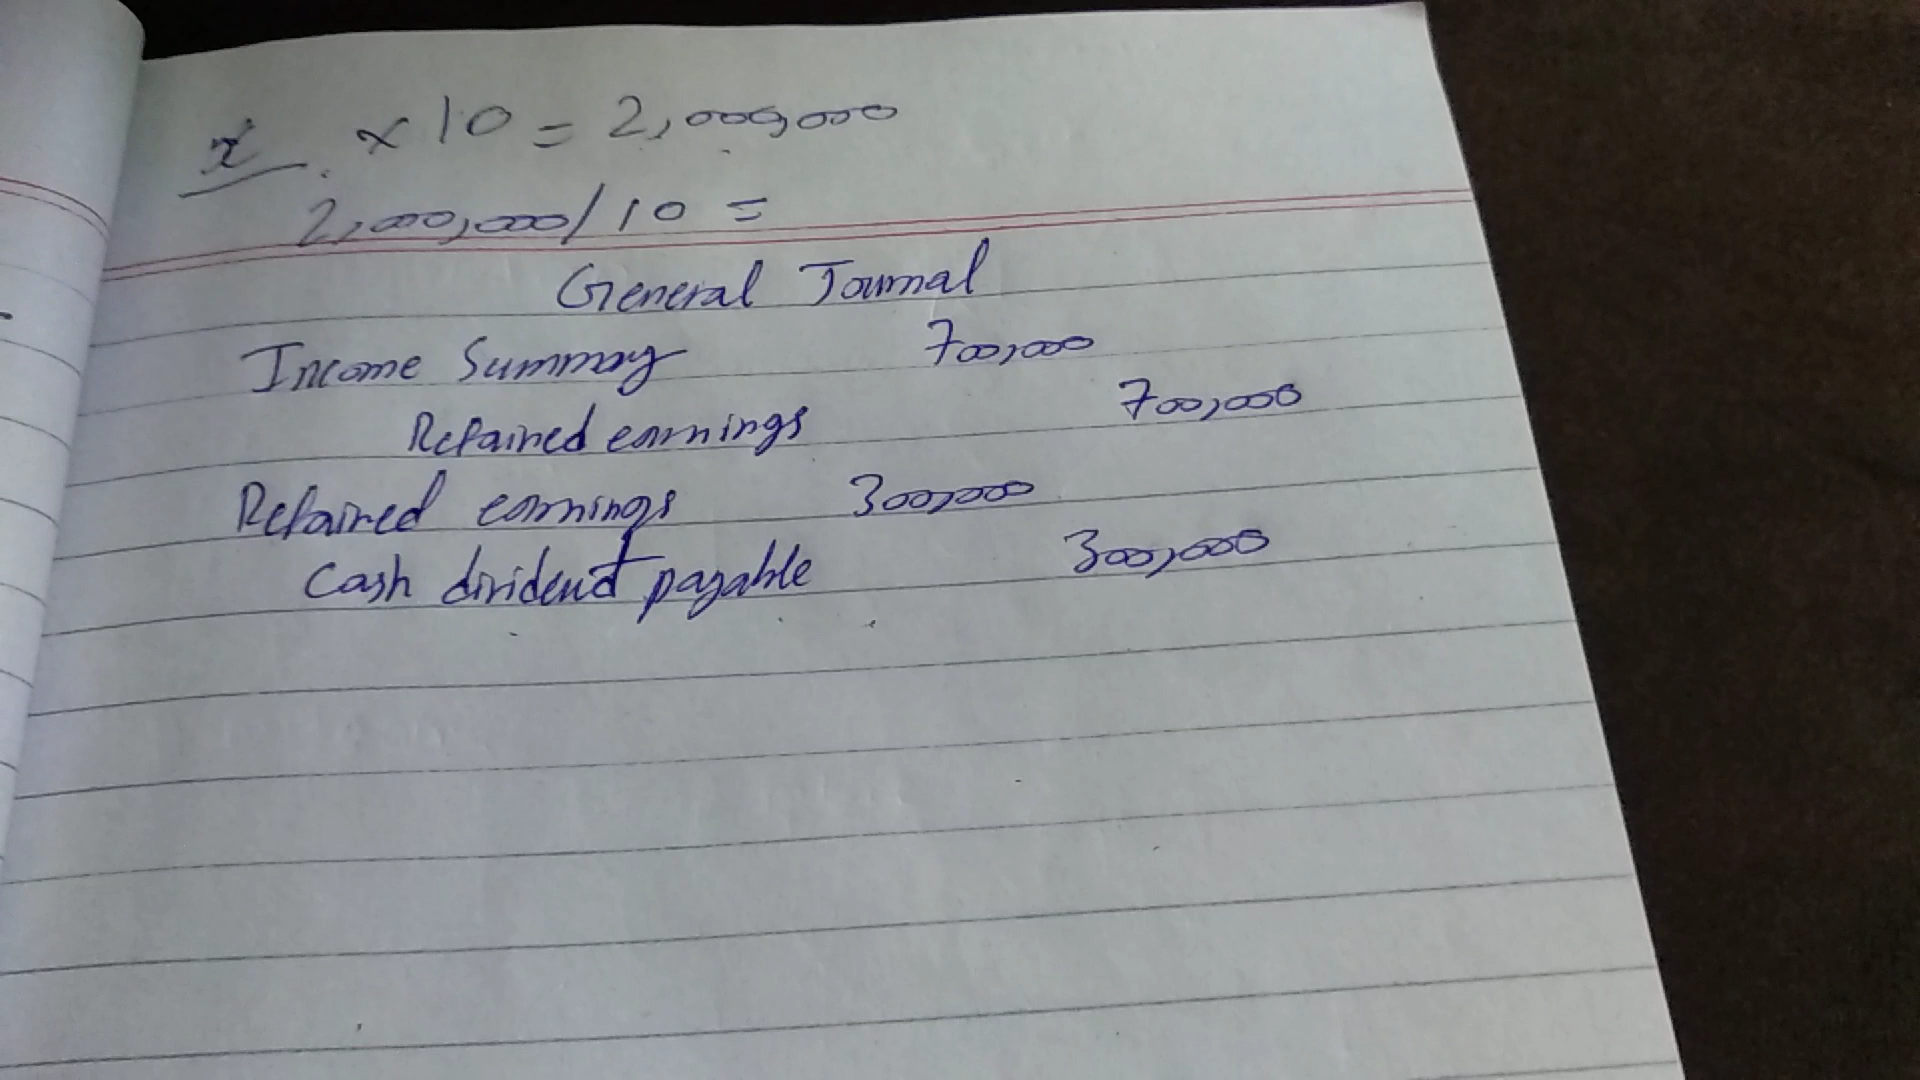 x × 10 = 2,000,000
2,000,000/10 =
General Journal
Income Summary 700,000
Retained earnings 700,000
Retained earnings 300,000
Cash dividend payable 300,000